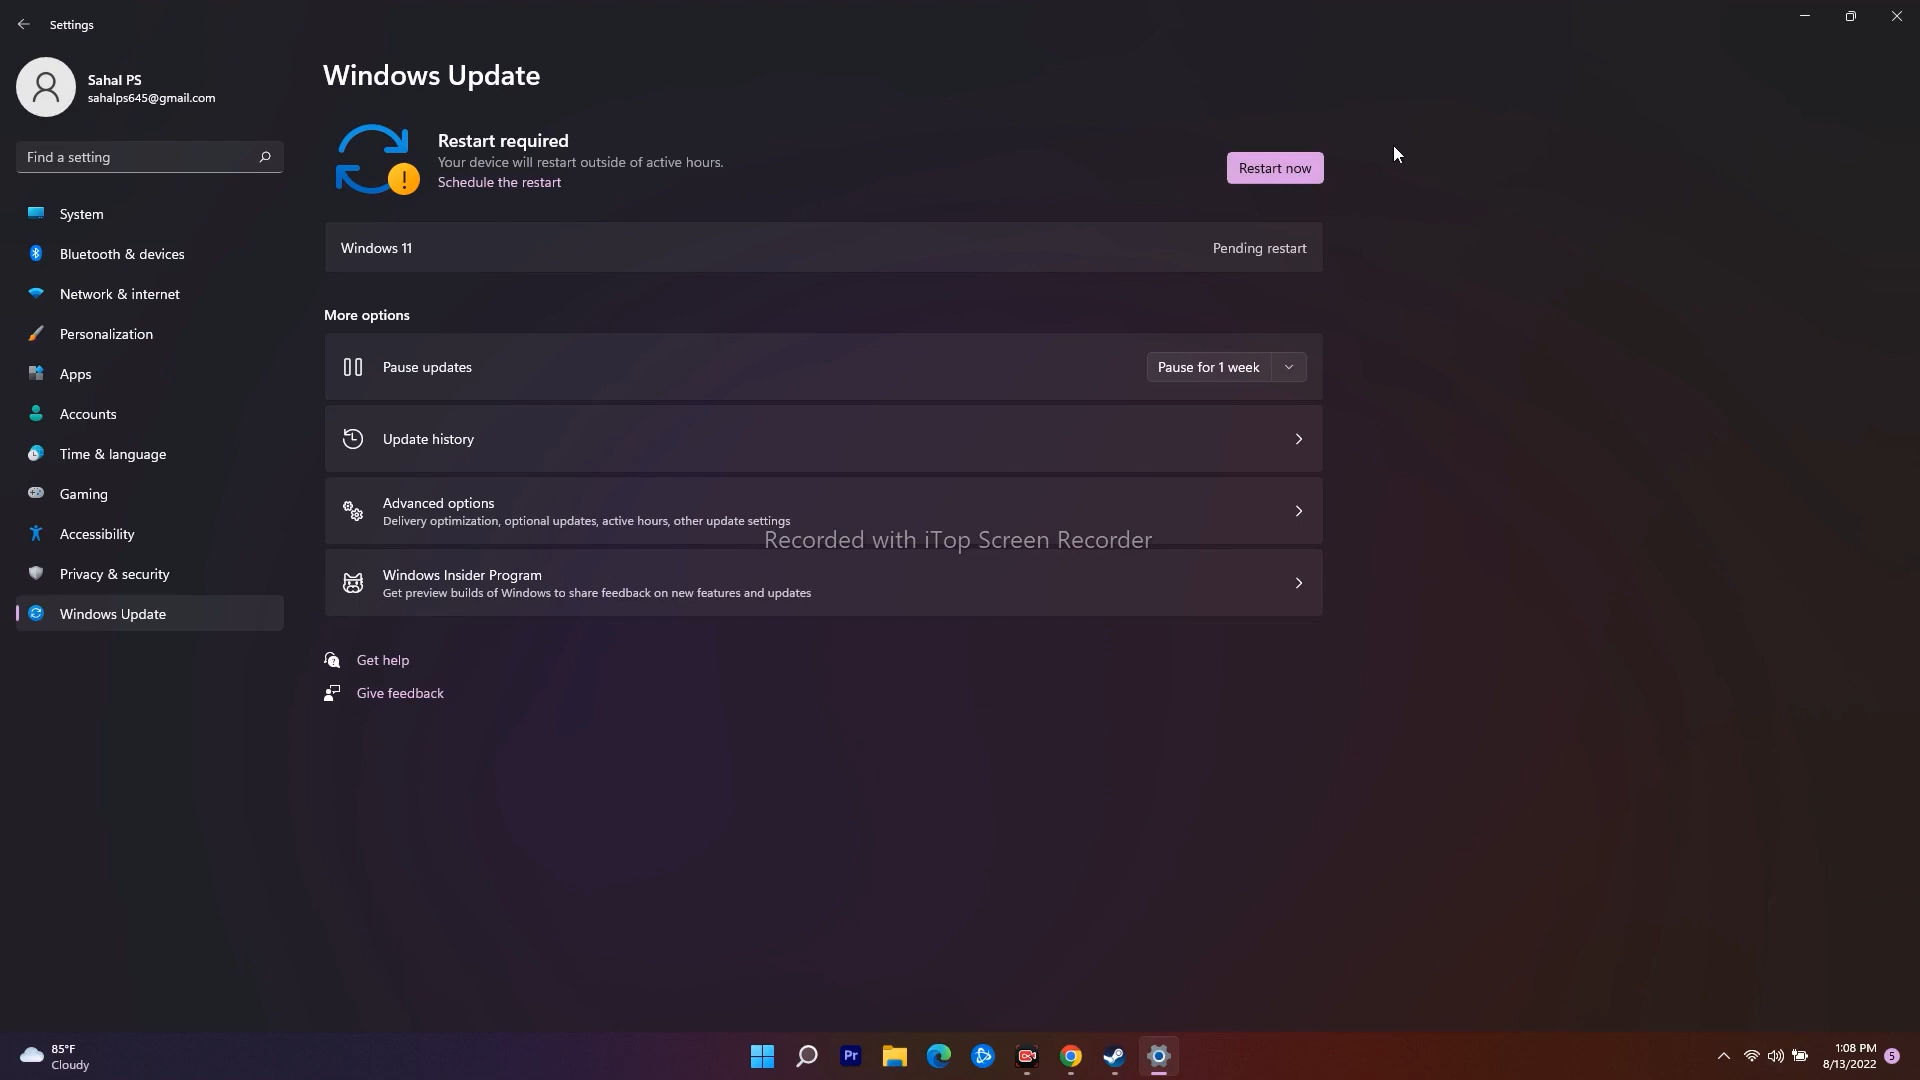 Settings
Sahal PS
sahalps645@gmail.com
Find a setting
System
Bluetooth & devices
Network & internet
Personalization
Apps
Accounts
Time & language
Gaming
Accessibility
Privacy & security
Windows Update
Windows Update
Restart required
Your device will restart outside of active hours.
Schedule the restart
Restart now
Windows 11
Pending restart
More options
Pause updates
Pause for 1 week
Update history
Advanced options
Delivery optimization, optional updates, active hours, other update settings
Recorded with iTop Screen Recorder
Windows Insider Program
Get preview builds of Windows to share feedback on new features and updates
Get help
Give feedback
85°F
Cloudy
Pr
1:08 PM
8/13/2022
5